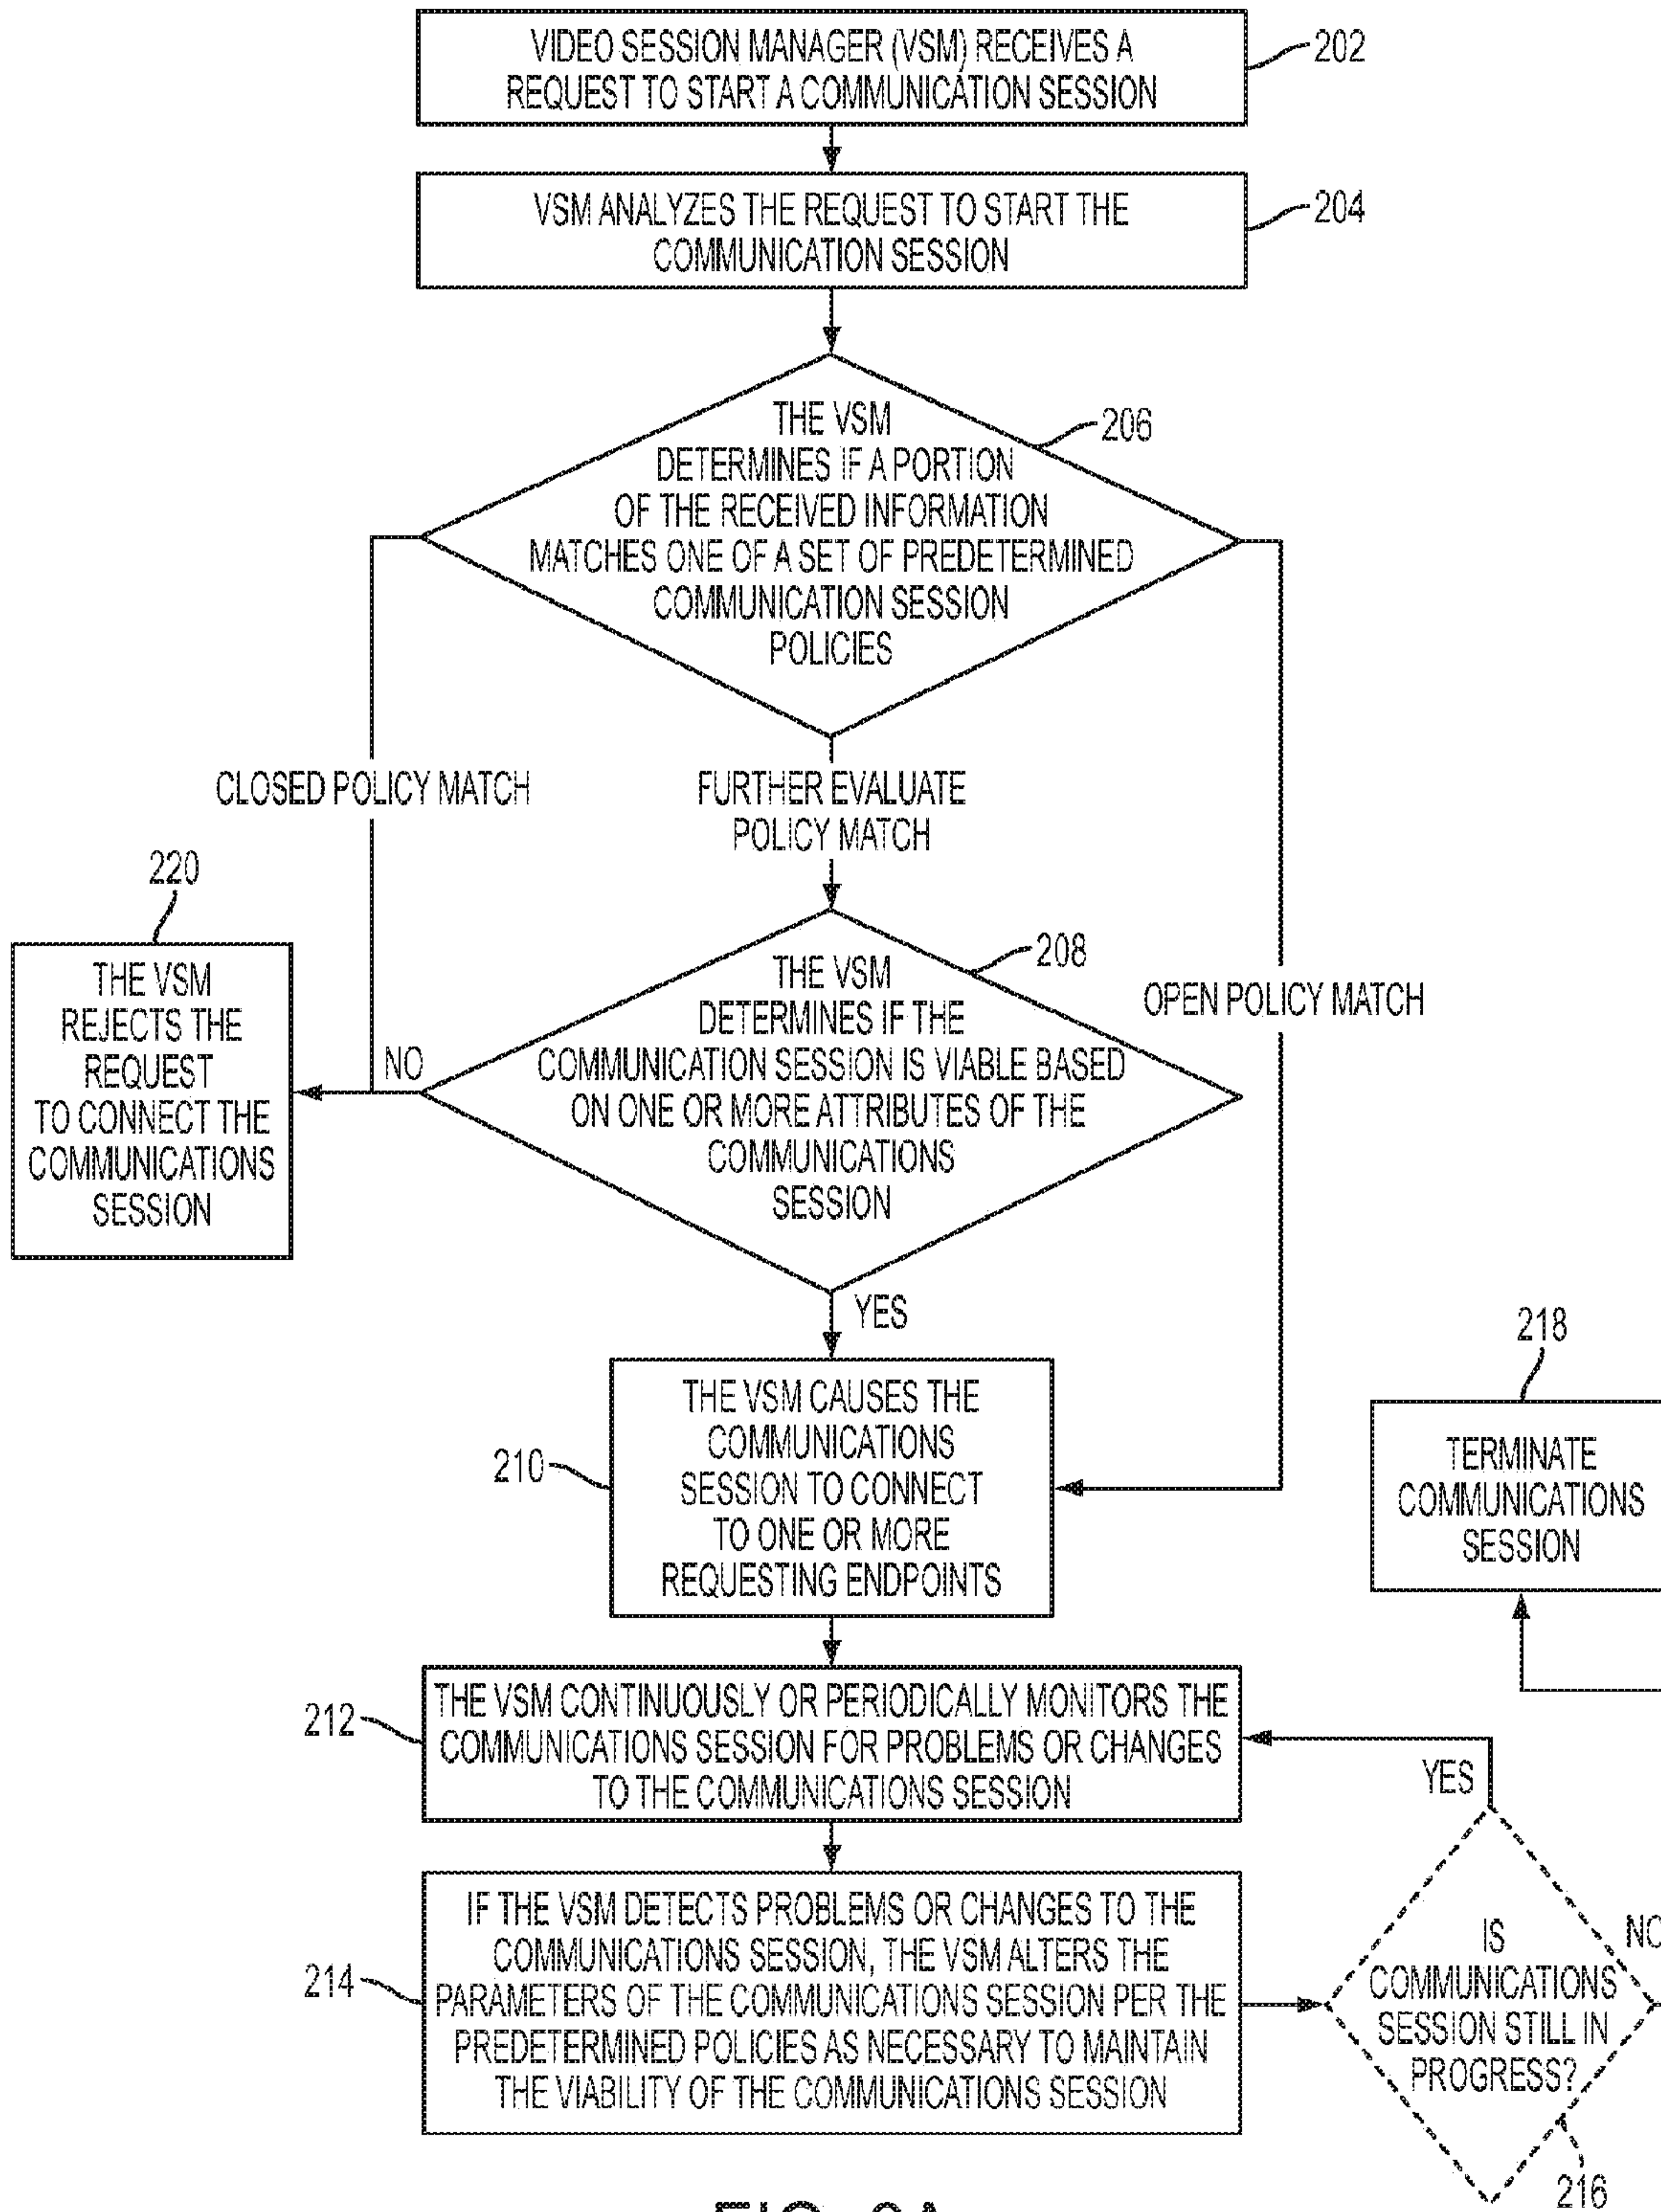 VIDEO SESSION MANAGER (VSM) RECEIVES A
REQUEST TO START A COMMUNICATION SESSION
202
VSM ANALYZES THE REQUEST TO START THE
COMMUNICATION SESSION
204
THE VSM
DETERMINES IF A PORTION
OF THE RECEIVED INFORMATION
MATCHES ONE OF A SET OF PREDETERMINED
COMMUNICATION SESSION
POLICIES
206
CLOSED POLICY MATCH
FURTHER EVALUATE
POLICY MATCH
OPEN POLICY MATCH
220
THE VSM
REJECTS THE
REQUEST
TO CONNECT THE
COMMUNICATIONS
SESSION
NO
THE VSM
DETERMINES IF THE
COMMUNICATION SESSION IS VIABLE BASED
ON ONE OR MORE ATTRIBUTES OF THE
COMMUNICATIONS
SESSION
208
YES
THE VSM CAUSES THE
COMMUNICATIONS
SESSION TO CONNECT
TO ONE OR MORE
REQUESTING ENDPOINTS
210
218
TERMINATE
COMMUNICATIONS
SESSION
THE VSM CONTINUOUSLY OR PERIODICALLY MONITORS THE
COMMUNICATIONS SESSION FOR PROBLEMS OR CHANGES
TO THE COMMUNICATIONS SESSION
212
YES
IF THE VSM DETECTS PROBLEMS OR CHANGES TO THE
COMMUNICATIONS SESSION, THE VSM ALTERS THE
PARAMETERS OF THE COMMUNICATIONS SESSION PER THE
PREDETERMINED POLICIES AS NECESSARY TO MAINTAIN
THE VIABILITY OF THE COMMUNICATIONS SESSION
214
IS
COMMUNICATIONS
SESSION STILL IN
PROGRESS?
NO
216